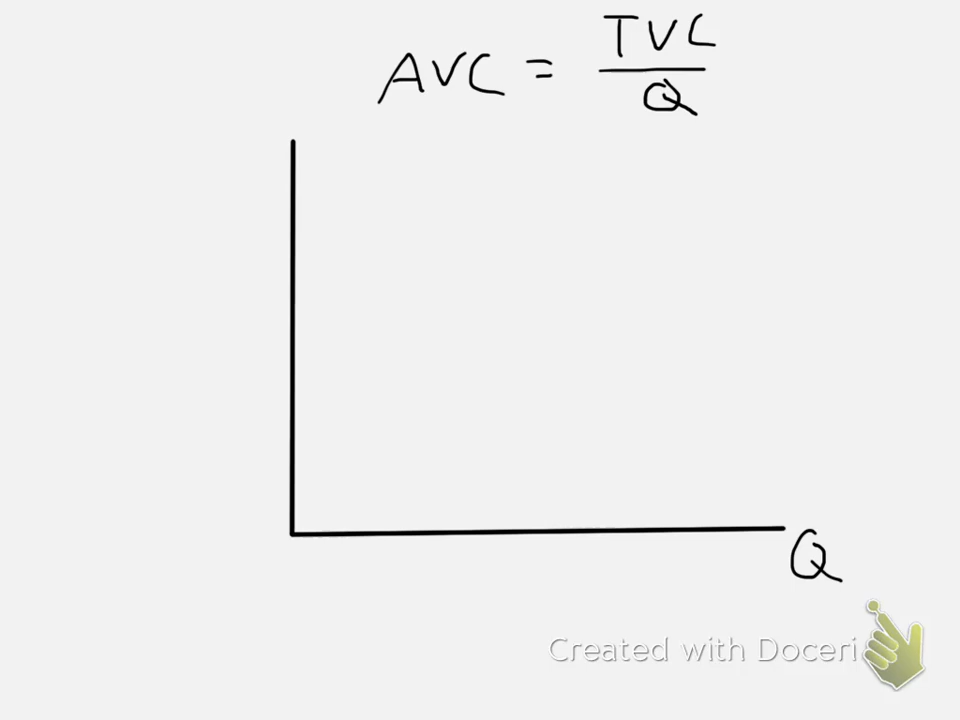 AVC = TVC / Q
Q
Created with Doceri